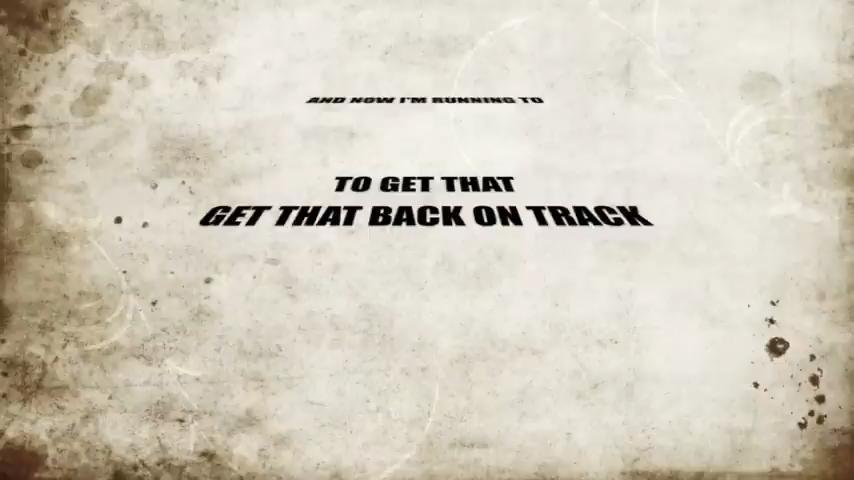 AND NOW I'M RUNNING TO
TO GET THAT
GET THAT BACK ON TRACK